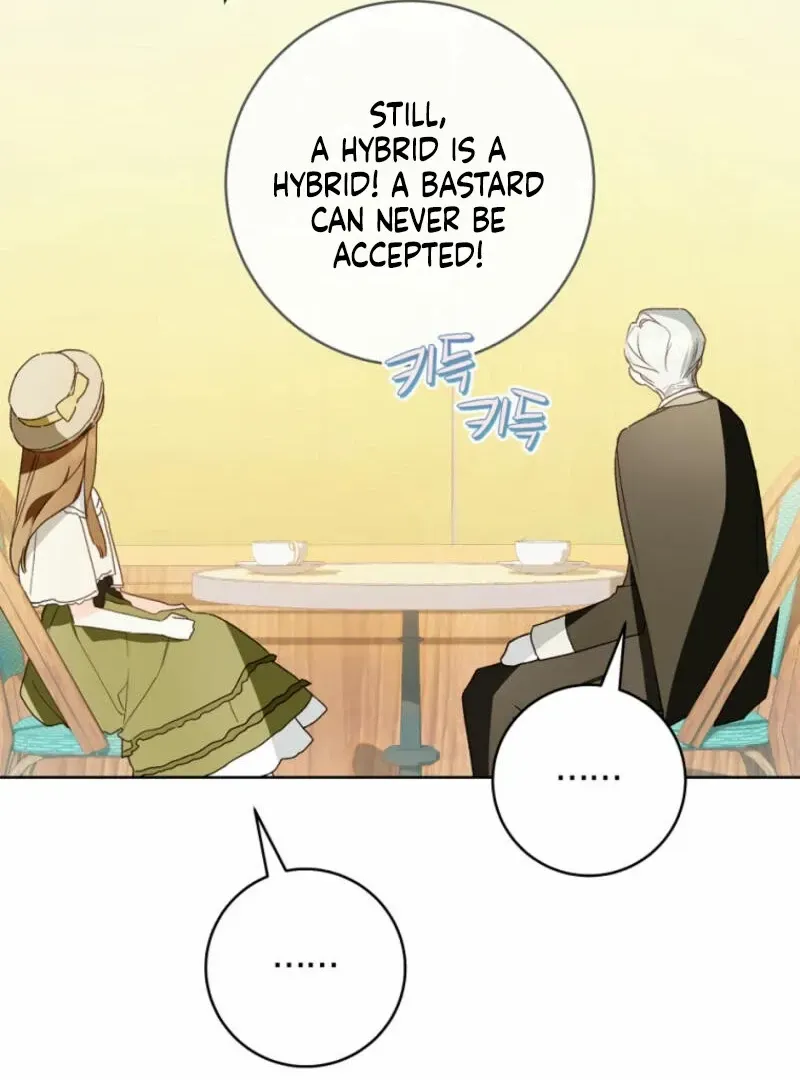 STILL,
A HYBRID IS A
HYBRID! A BASTARD
CAN NEVER BE
ACCEPTED!
키득
키득
......
......